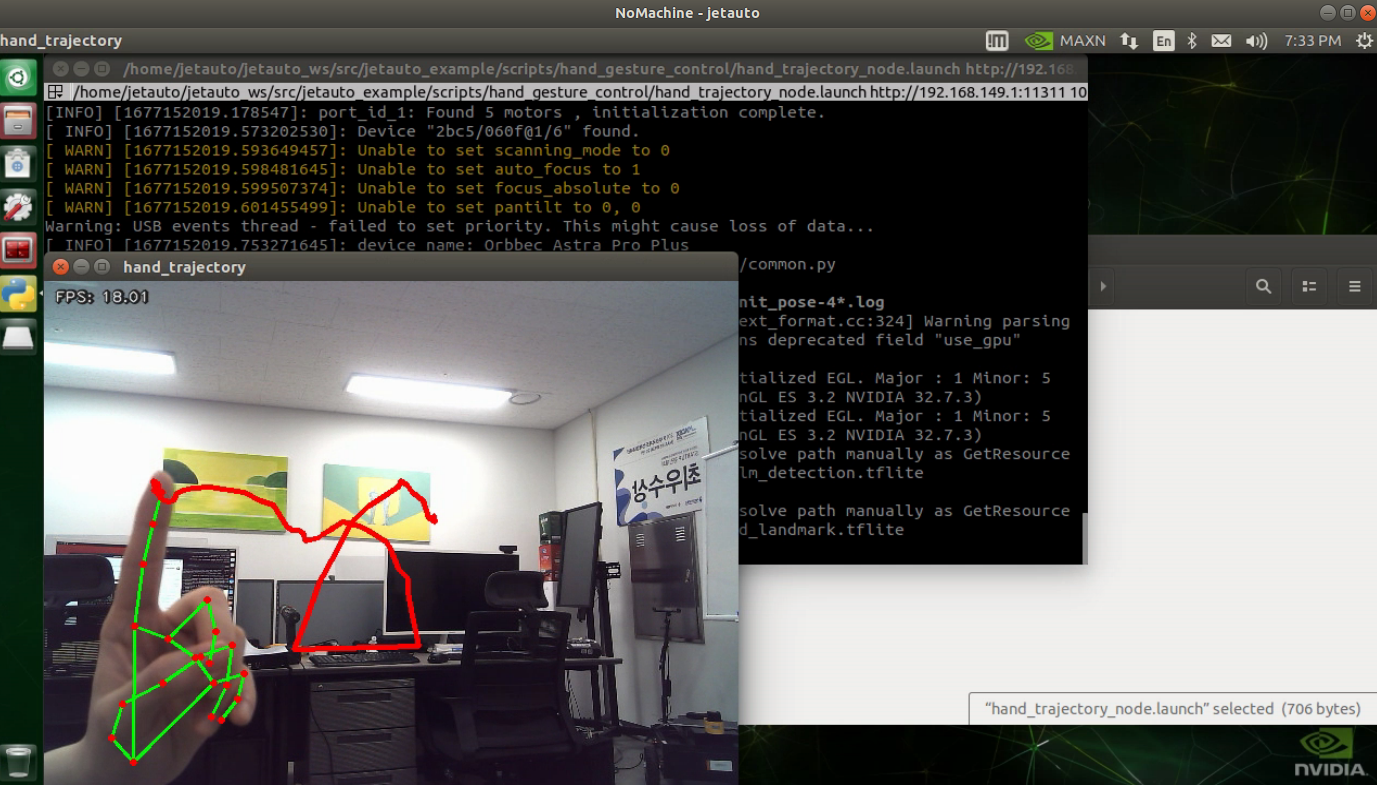 NoMachine - jetauto
hand_trajectory
MAXN
En
7:33 PM
/home/jetauto/jetauto_ws/src/jetauto_example/scripts/hand_gesture_control/hand_trajectory_node.launch http://192.168
/home/jetauto/jetauto_ws/src/jetauto_example/scripts/hand_gesture_control/hand_trajectory_node.launch http://192.168.149.1:11311 10
[INFO] [1677152019.178547]: port_id_1: Found 5 motors , initialization complete.
[ INFO] [1677152019.573202530]: Device "2bc5/060f@1/6" found.
[ WARN] [1677152019.593649457]: Unable to set scanning_mode to 0
[ WARN] [1677152019.598481645]: Unable to set auto_focus to 1
[ WARN] [1677152019.599507374]: Unable to set focus_absolute to 0
[ WARN] [1677152019.601455499]: Unable to set pantilt to 0, 0
Warning: USB events thread - failed to set priority. This might cause loss of data...
[ INFO] [1677152019.753271645]: device name: Orbbec Astra Pro Plus
hand_trajectory
/common.py
FPS: 18.01
nit_pose-4*.log
ext_format.cc:324] Warning parsing
ns deprecated field "use_gpu"
tialized EGL. Major : 1 Minor: 5
nGL ES 3.2 NVIDIA 32.7.3)
tialized EGL. Major : 1 Minor: 5
nGL ES 3.2 NVIDIA 32.7.3)
solve path manually as GetResource
lm_detection.tflite
solve path manually as GetResource
d_landmark.tflite
최우수상
“hand_trajectory_node.launch” selected (706 bytes)
NVIDIA.